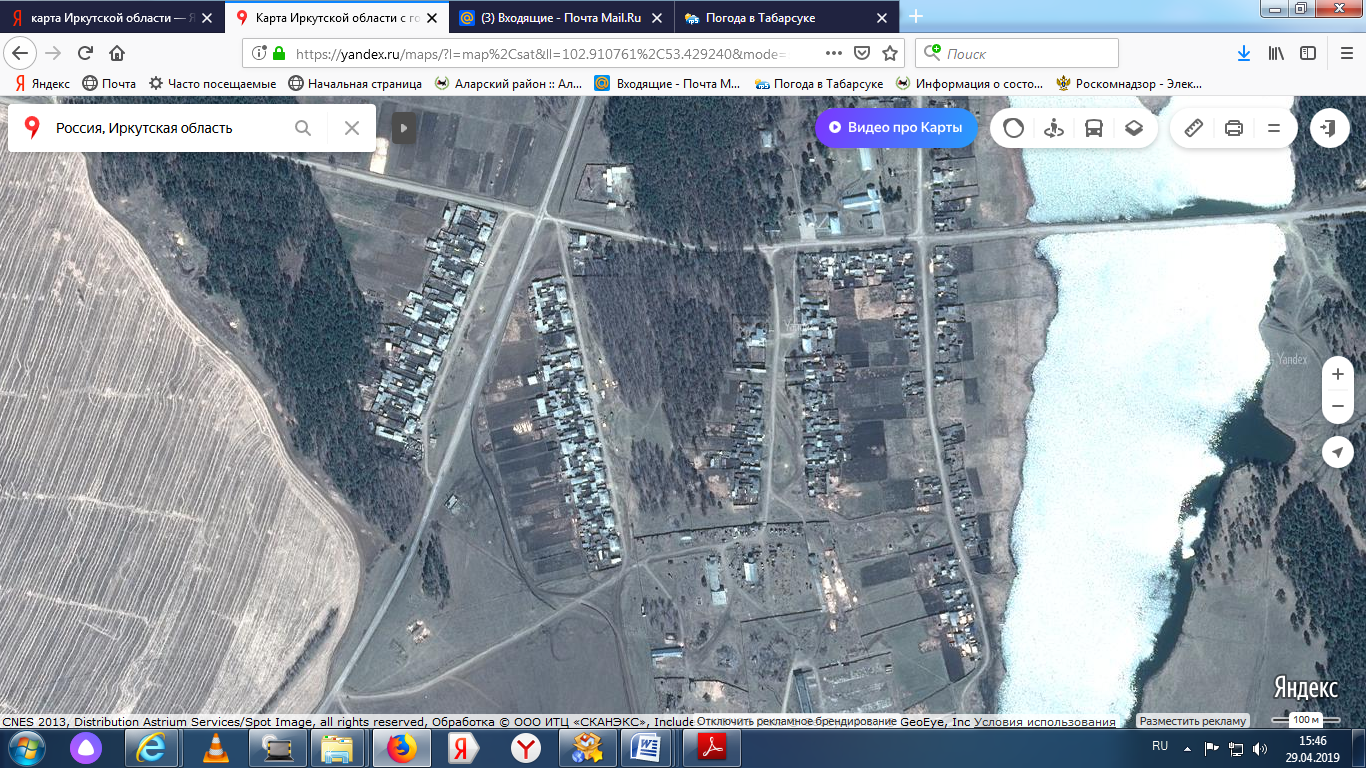 карта Иркутской области — Я
Карта Иркутской области с го
(3) Входящие - Почта Mail.Ru
Погода в Табарсуке
https://yandex.ru/maps/?l=map%2Csat&ll=102.910761%2C53.429240&mode=
Поиск
Яндекс
Почта
Часто посещаемые
Начальная страница
Аларский район :: Ал...
Входящие - Почта М...
Погода в Табарсуке
Информация о состо...
Роскомнадзор - Элек...
Россия, Иркутская область
Видео про Карты
Yandex
Яндекс
CNES 2013, Distribution Astrium Services/Spot Image, all rights reserved, Обработка © ООО ИТЦ «СКАНЭКС», Include
Отключить рекламное брендирование
GeoEye, Inc
Условия использования
Разместить рекламу
100 м
RU
15:46
29.04.2019